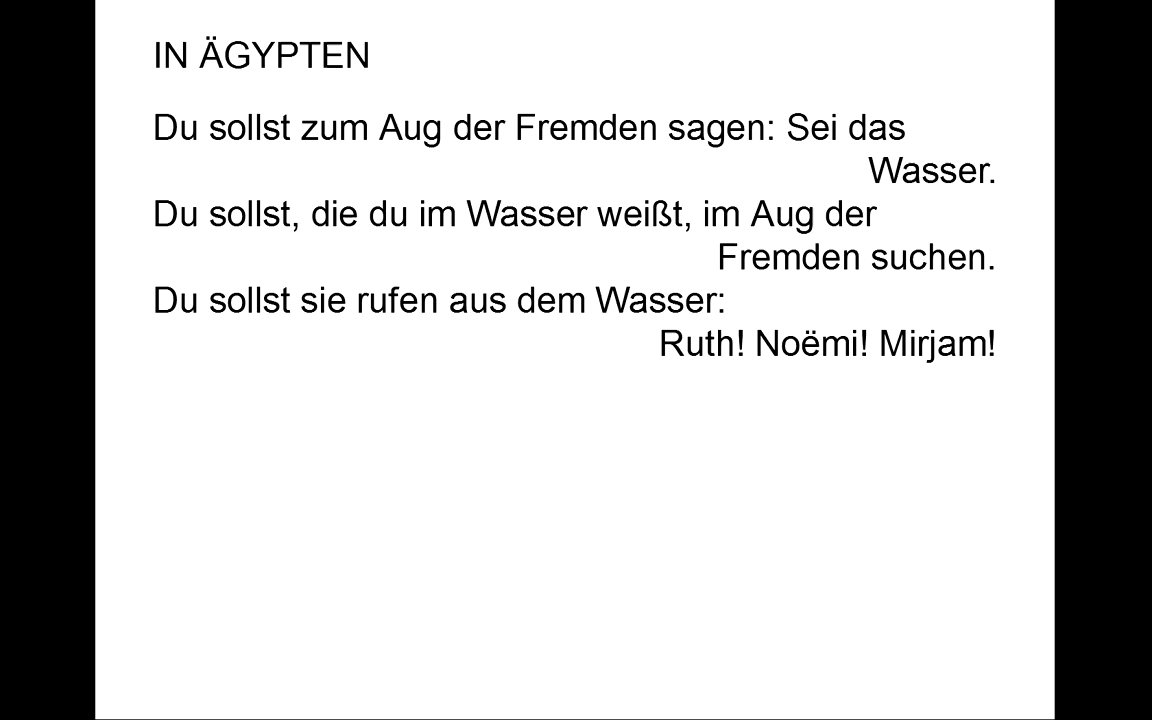 IN ÄGYPTEN
Du sollst zum Aug der Fremden sagen: Sei das
Wasser.
Du sollst, die du im Wasser weißt, im Aug der
Fremden suchen.
Du sollst sie rufen aus dem Wasser:
Ruth! Noëmi! Mirjam!